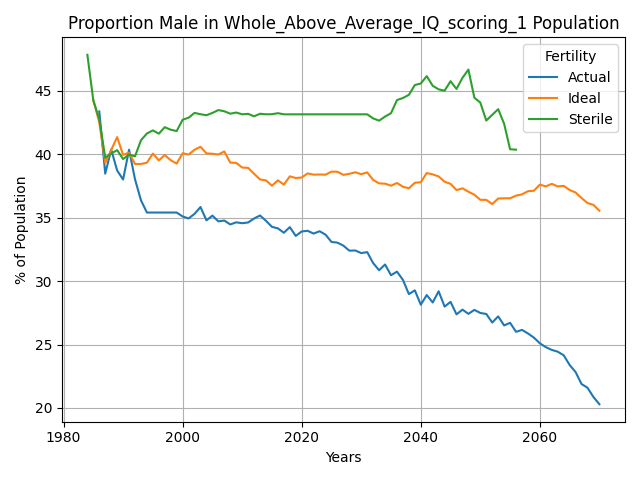 Proportion Male in Whole_Above_Average_IQ_scoring_1 Population
Fertility
Actual
Ideal
Sterile
% of Population
45
40
35
30
25
20
1980
2000
2020
2040
2060
Years